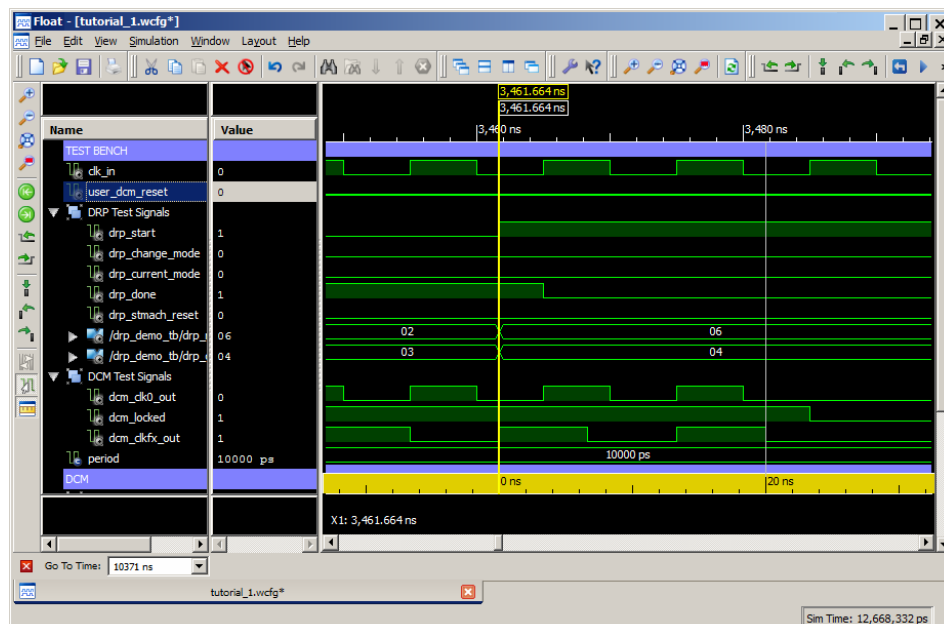 Float - [tutorial_1.wcfg*]
File Edit View Simulation Window Layout Help
3,461.664 ns
3,461.664 ns
Name Value 3,460 ns 3,480 ns
TEST BENCH
clk_in 0
user_dcm_reset 0
DRP Test Signals
drp_start 1
drp_change_mode 0
drp_current_mode 0
drp_done 1
drp_stmach_reset 0
/drp_demo_tb/drp_ 06 02 06
/drp_demo_tb/drp_ 04 03 04
DCM Test Signals
dcm_clk0_out 0
dcm_locked 1
dcm_clkfx_out 1
period 10000 ps 10000 ps
DCM
0 ns 20 ns
X1: 3,461.664 ns
Go To Time: 10371 ns
tutorial_1.wcfg*
Sim Time: 12,668,332 ps